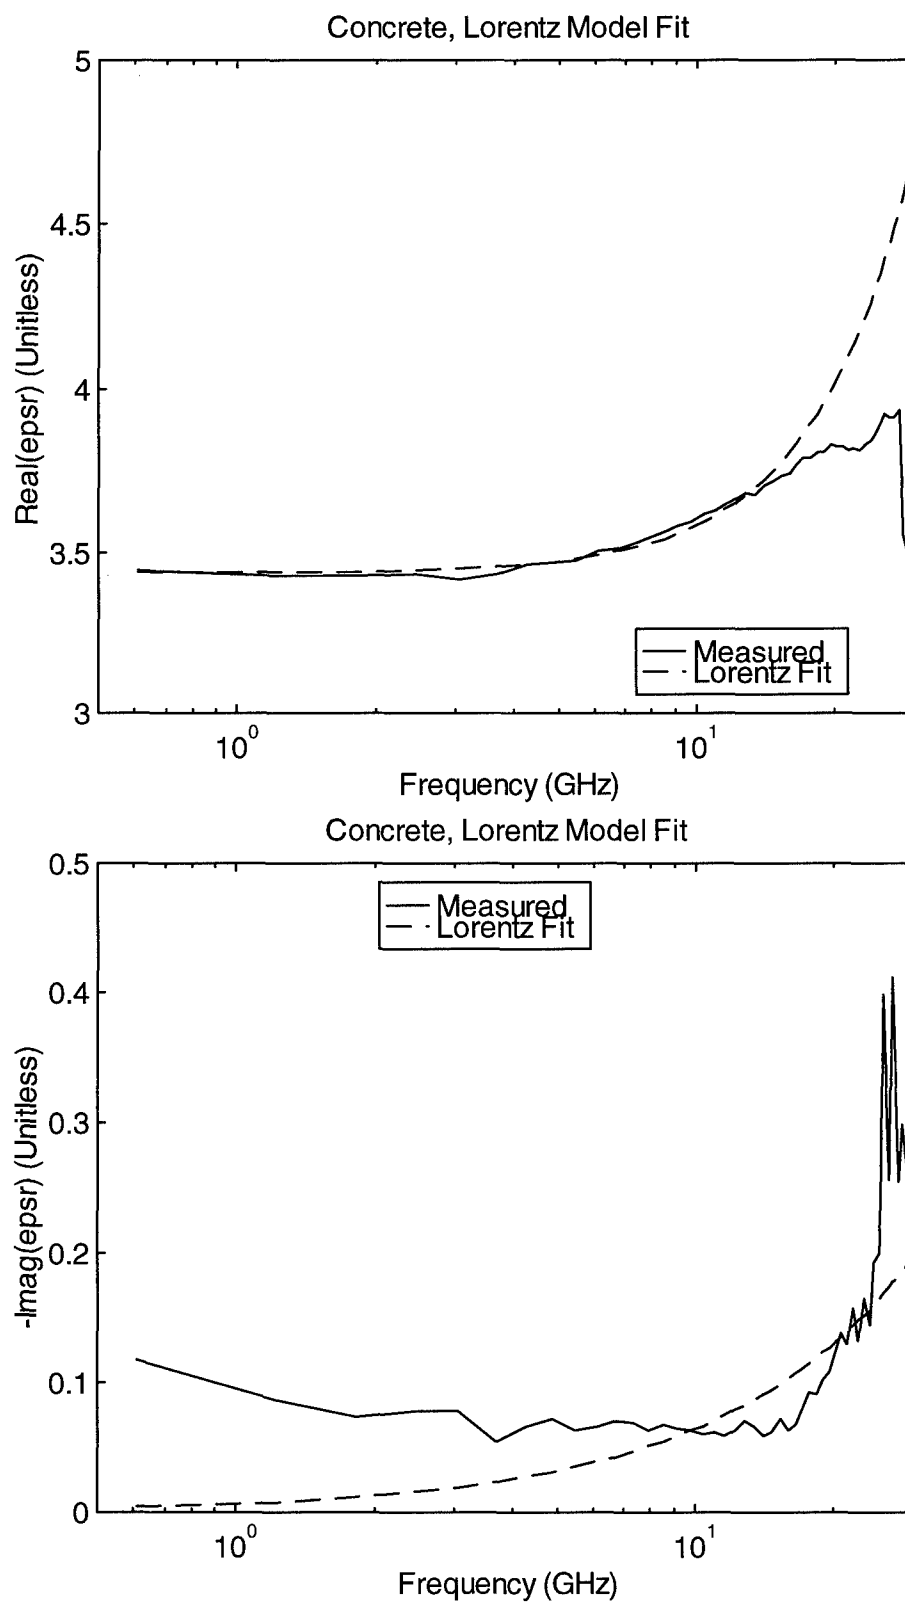 Concrete, Lorentz Model Fit
5
4.5
4
3.5
3
Real(epsr) (Unitless)
Measured
Lorentz Fit
10^0
10^1
Frequency (GHz)
Concrete, Lorentz Model Fit
0.5
0.4
0.3
0.2
0.1
0
-Imag(epsr) (Unitless)
Measured
Lorentz Fit
10^0
10^1
Frequency (GHz)